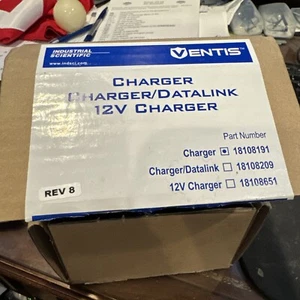 INDUSTRIAL
SCIENTIFIC
www.indsci.com
VENTIS™
CHARGER
CHARGER/DATALINK
12V CHARGER
Part Number
Charger 18108191
Charger/Datalink 18108209
12V Charger 18108651
REV 8